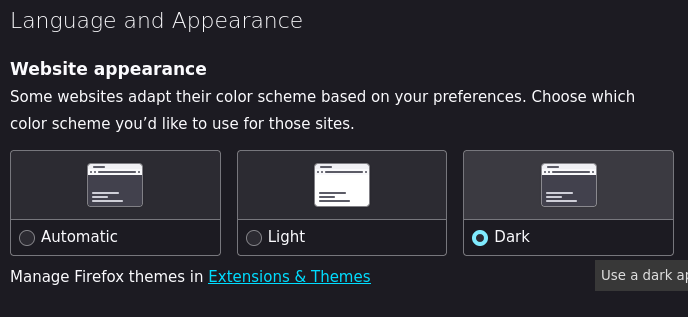 Language and Appearance
Website appearance
Some websites adapt their color scheme based on your preferences. Choose which
color scheme you’d like to use for those sites.
Automatic
Light
Dark
Manage Firefox themes in Extensions & Themes
Use a dark ap